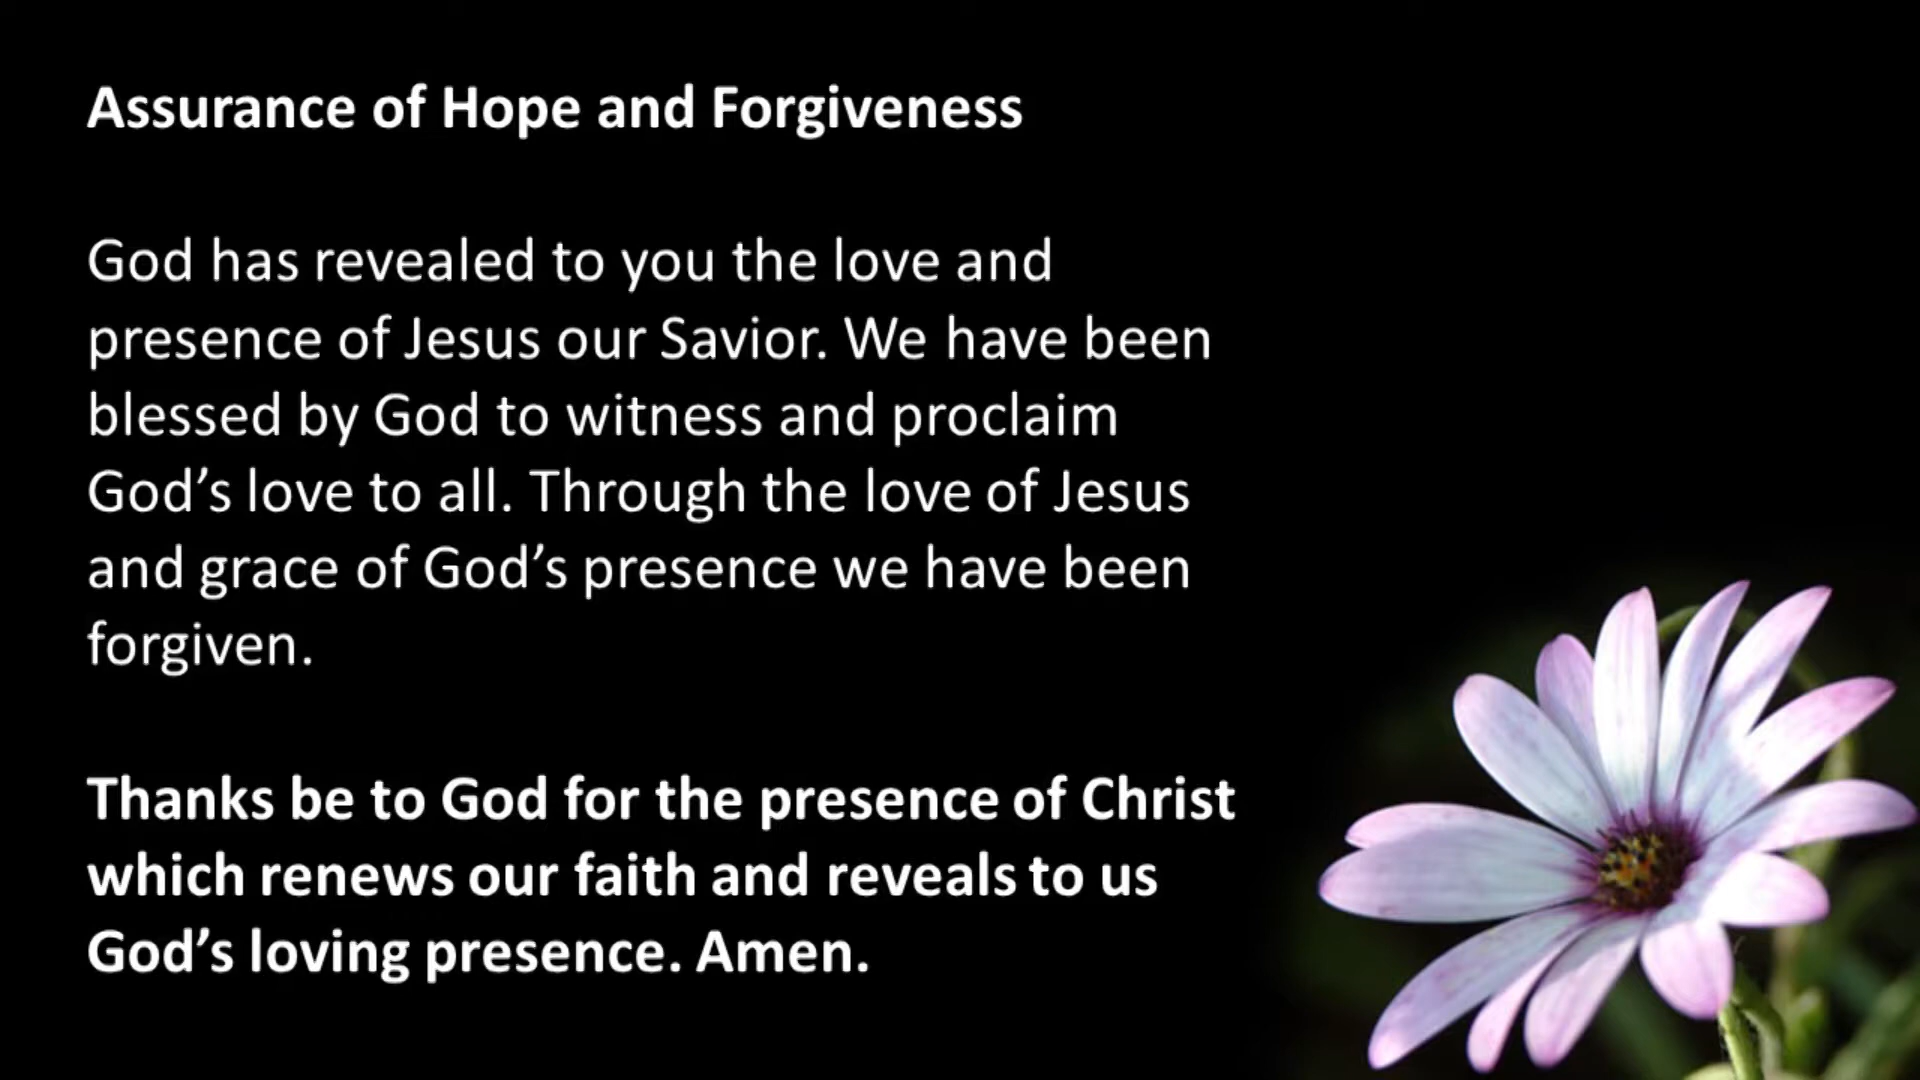 Assurance of Hope and Forgiveness
God has revealed to you the love and
presence of Jesus our Savior. We have been
blessed by God to witness and proclaim
God’s love to all. Through the love of Jesus
and grace of God’s presence we have been
forgiven.
Thanks be to God for the presence of Christ
which renews our faith and reveals to us
God’s loving presence. Amen.